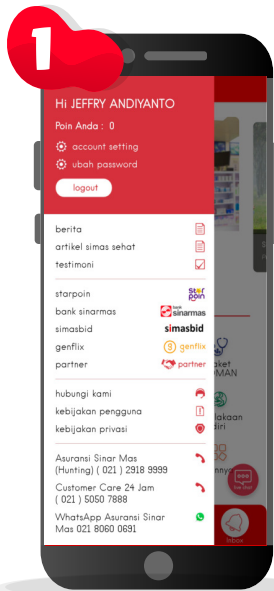 1
Hi JEFFRY ANDIYANTO
Poin Anda : 0
account setting
ubah password
logout
berita
artikel simas sehat
testimoni
starpoin
star poin
bank sinarmas
bank sinarmas
simasbid
simasbid
genflix
genflix
partner
partner
hubungi kami
kebijakan pengguna
kebijakan privasi
Asuransi Sinar Mas
(Hunting) ( 021 ) 2918 9999
Customer Care 24 Jam
( 021 ) 5050 7888
WhatsApp Asuransi Sinar
Mas 021 8060 0691
Inbox